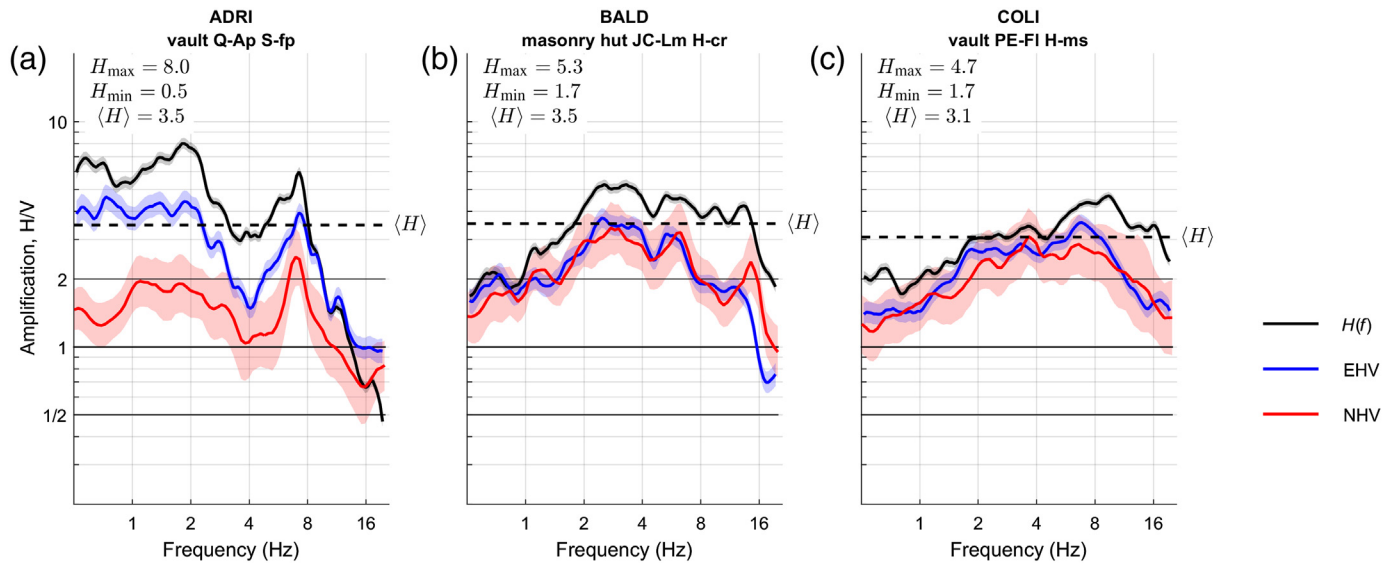 ADRI
vault Q-Ap S-fp
(a)
Hmax = 8.0
Hmin = 0.5
⟨H⟩ = 3.5
10
2
1
1/2
Amplification, H/V
⟨H⟩
1 2 4 8 16
Frequency (Hz)
BALD
masonry hut JC-Lm H-cr
(b)
Hmax = 5.3
Hmin = 1.7
⟨H⟩ = 3.5
⟨H⟩
1 2 4 8 16
Frequency (Hz)
COLI
vault PE-Fl H-ms
(c)
Hmax = 4.7
Hmin = 1.7
⟨H⟩ = 3.1
⟨H⟩
1 2 4 8 16
Frequency (Hz)
H(f)
EHV
NHV